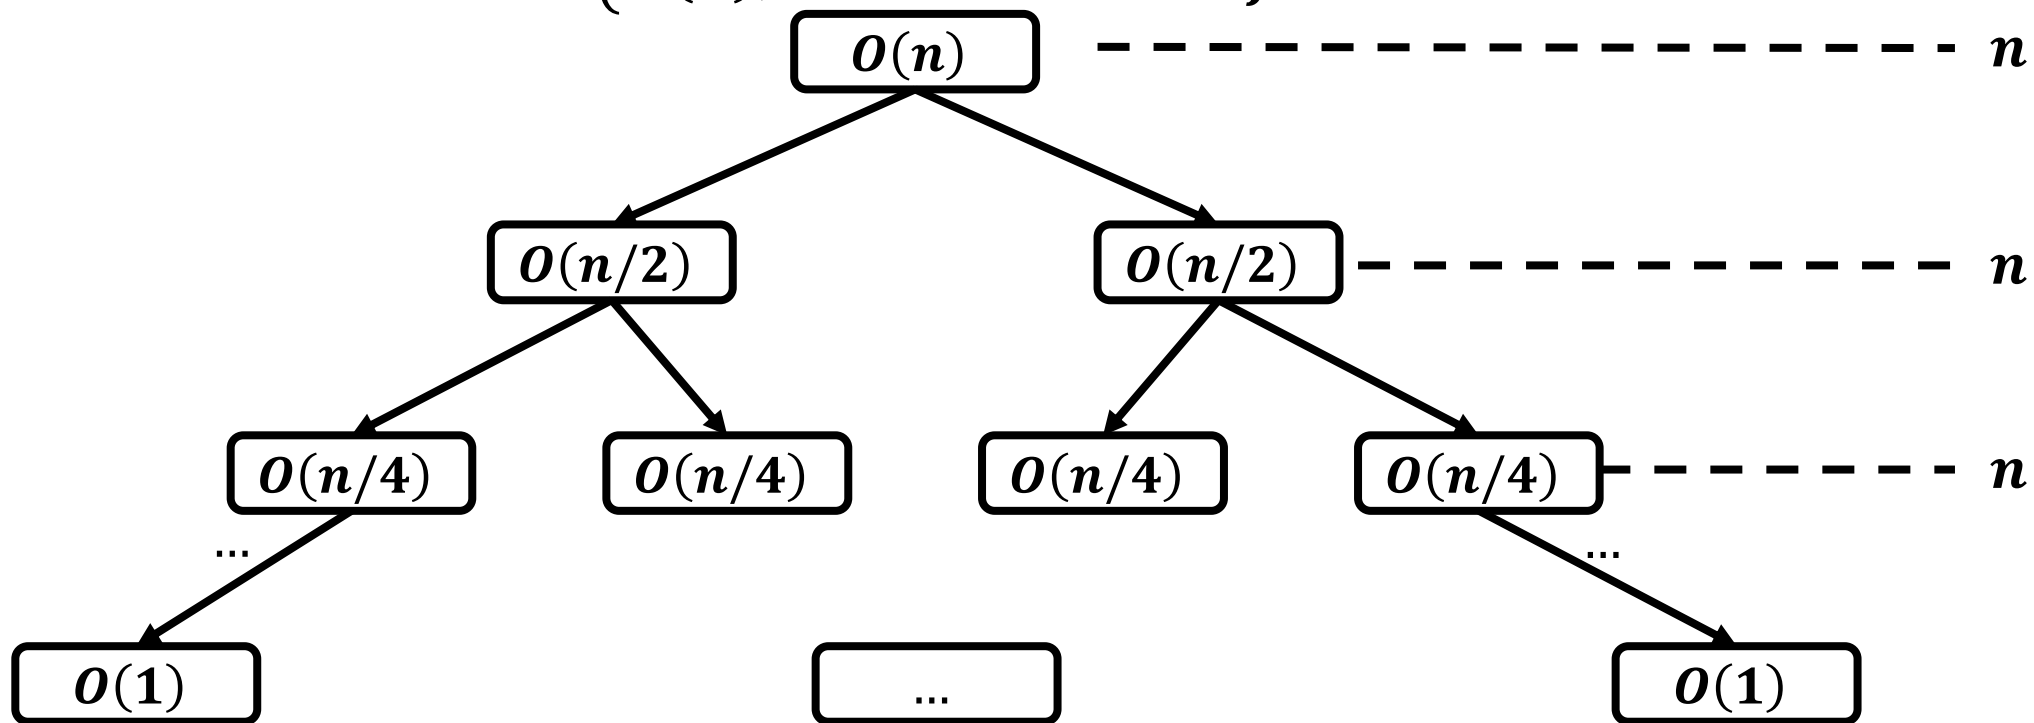 O(n) n
O(n/2) O(n/2) n
O(n/4) O(n/4) O(n/4) O(n/4) n
... ...
O(1) ... O(1)